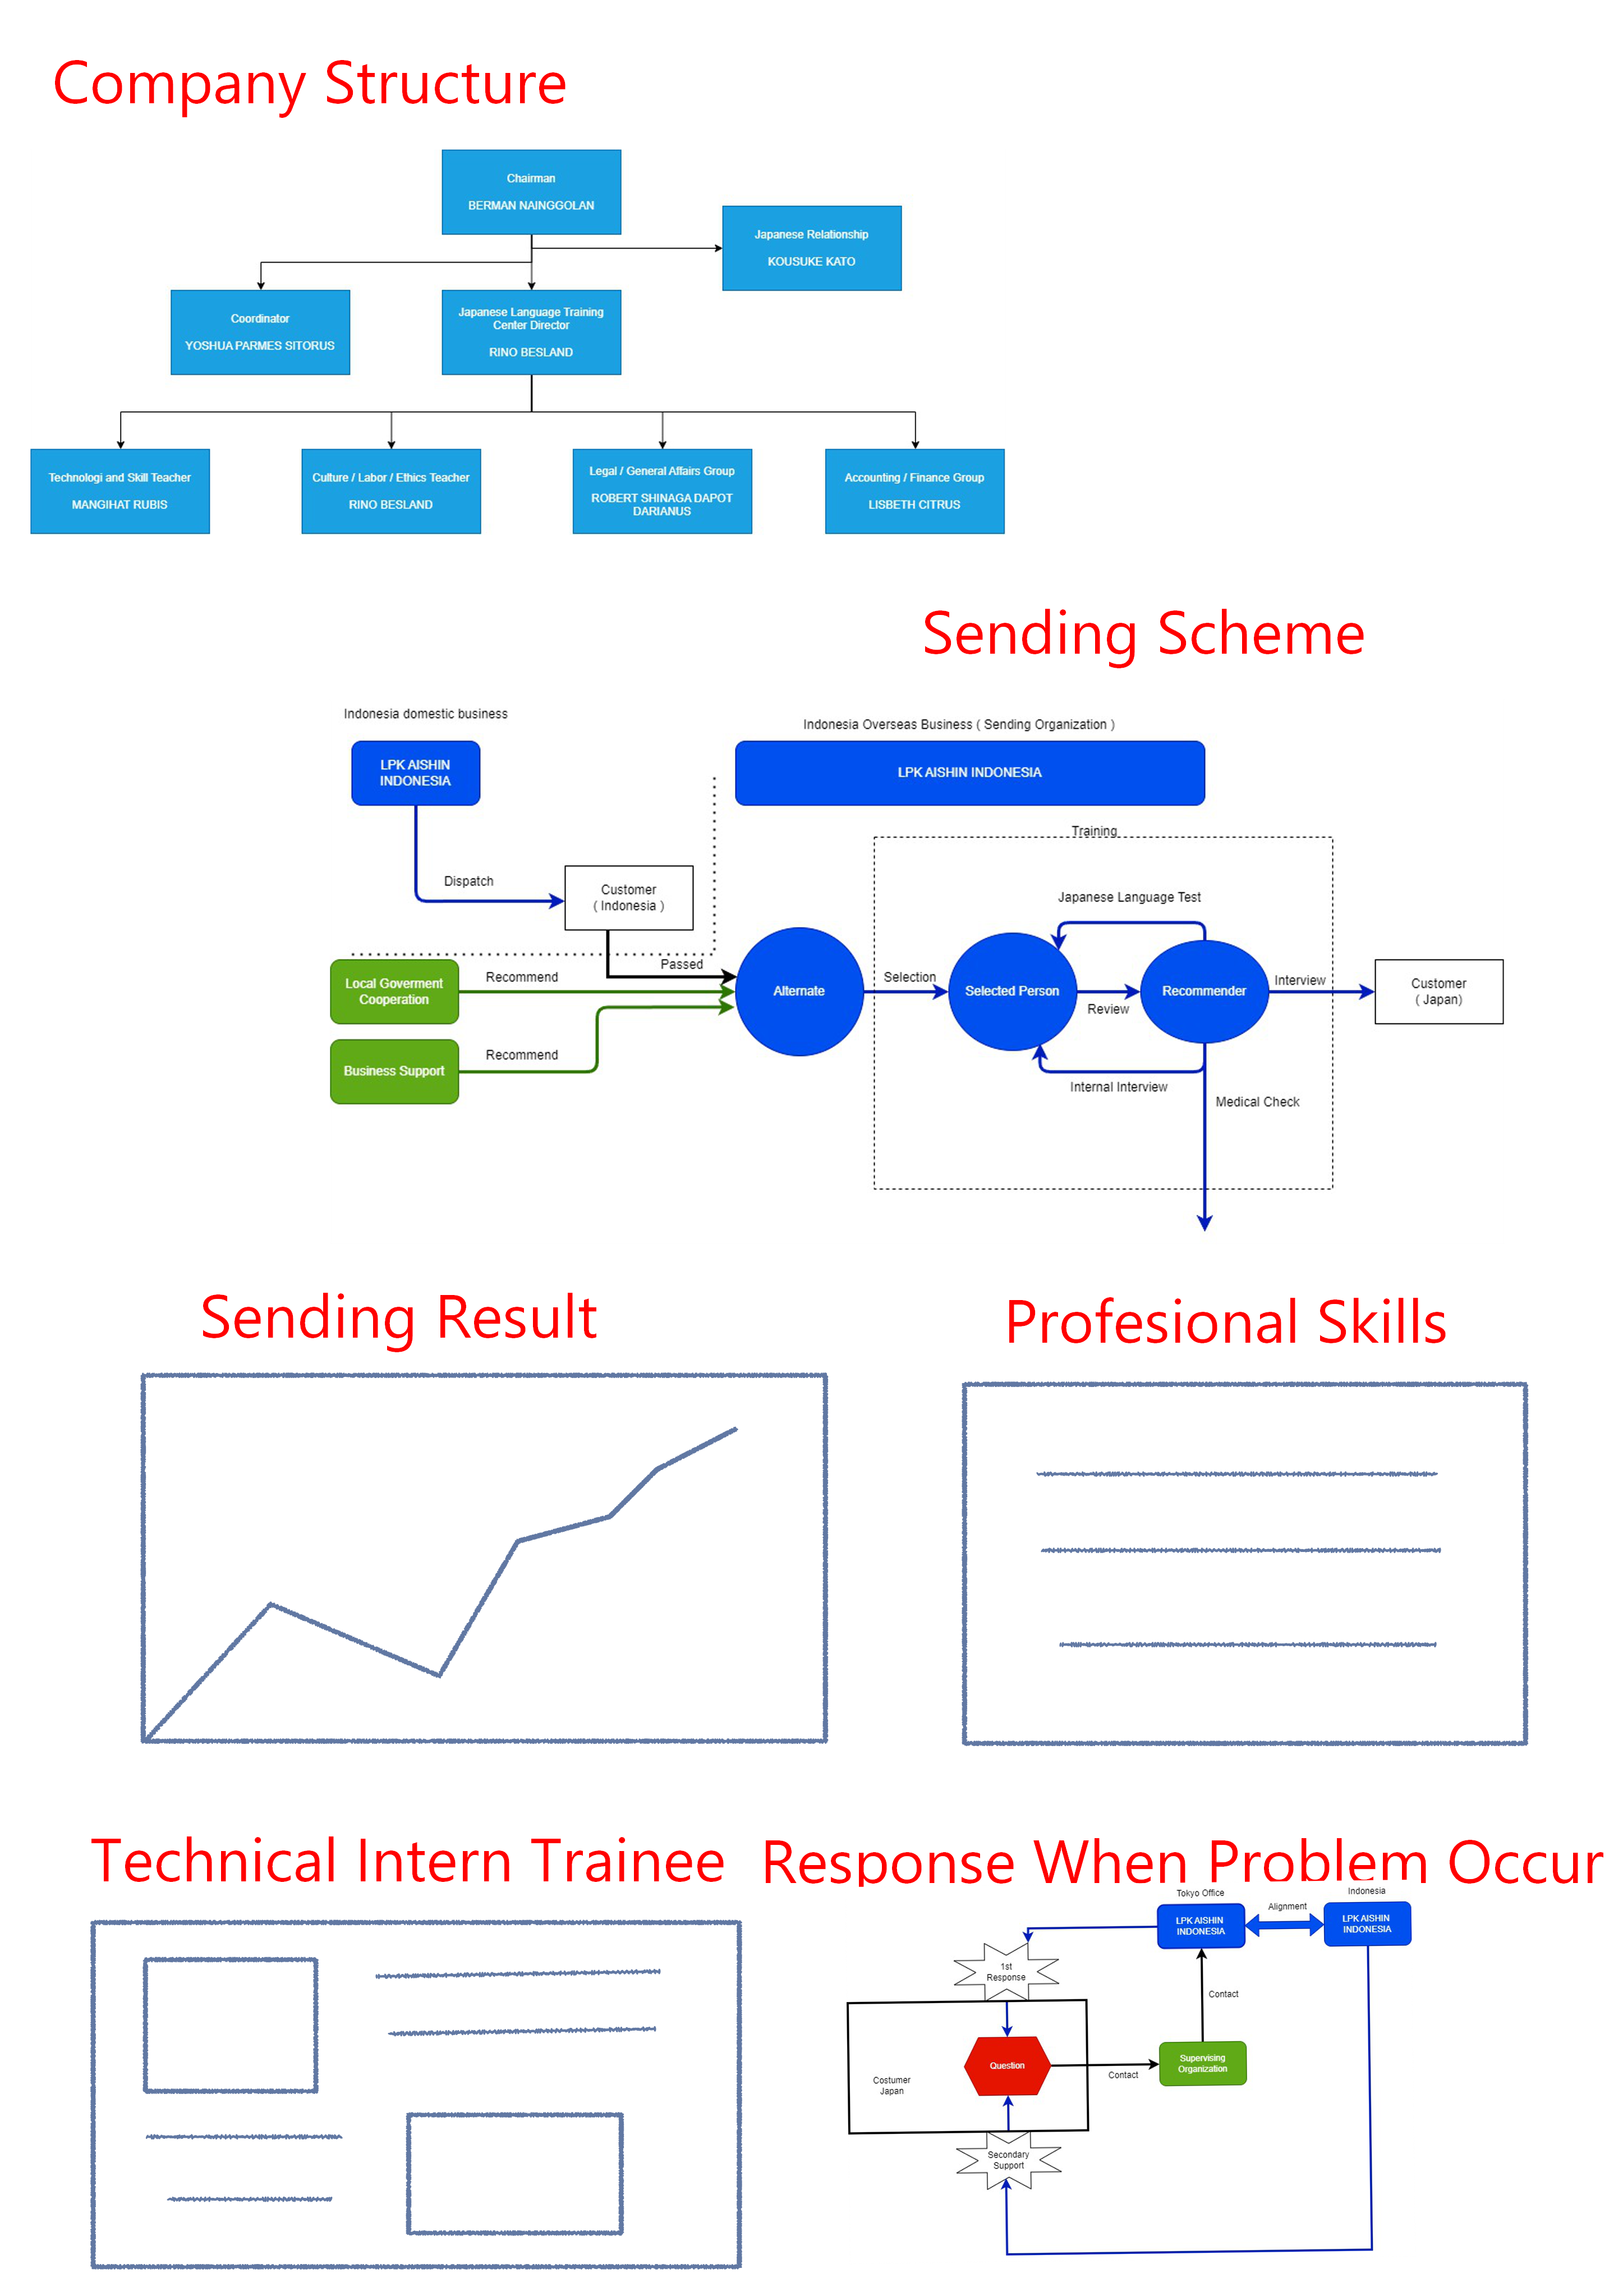 Company Structure
Chairman
BERMAN NAINGGOLAN
Japanese Relationship
KOUSUKE KATO
Coordinator
YOSHUA PARMES SITORUS
Japanese Language Training
Center Director
RINO BESLAND
Technologi and Skill Teacher
MANGIHAT RUBIS
Culture / Labor / Ethics Teacher
RINO BESLAND
Legal / General Affairs Group
ROBERT SHINAGA DAPOT
DARIANUS
Accounting / Finance Group
LISBETH CITRUS
Sending Scheme
Indonesia domestic business
Indonesia Overseas Business ( Sending Organization )
LPK AISHIN
INDONESIA
LPK AISHIN INDONESIA
Training
Dispatch
Customer
( Indonesia )
Japanese Language Test
Passed
Local Goverment
Cooperation
Recommend
Alternate
Selection
Selected Person
Review
Recommender
Interview
Customer
( Japan)
Business Support
Recommend
Internal Interview
Medical Check
Sending Result
Profesional Skills
Technical Intern Trainee
Response When Problem Occur
Tokyo Office
Indonesia
LPK AISHIN
INDONESIA
Alignment
LPK AISHIN
INDONESIA
1st
Response
Contact
Question
Supervising
Organization
Contact
Costumer
Japan
Secondary
Support